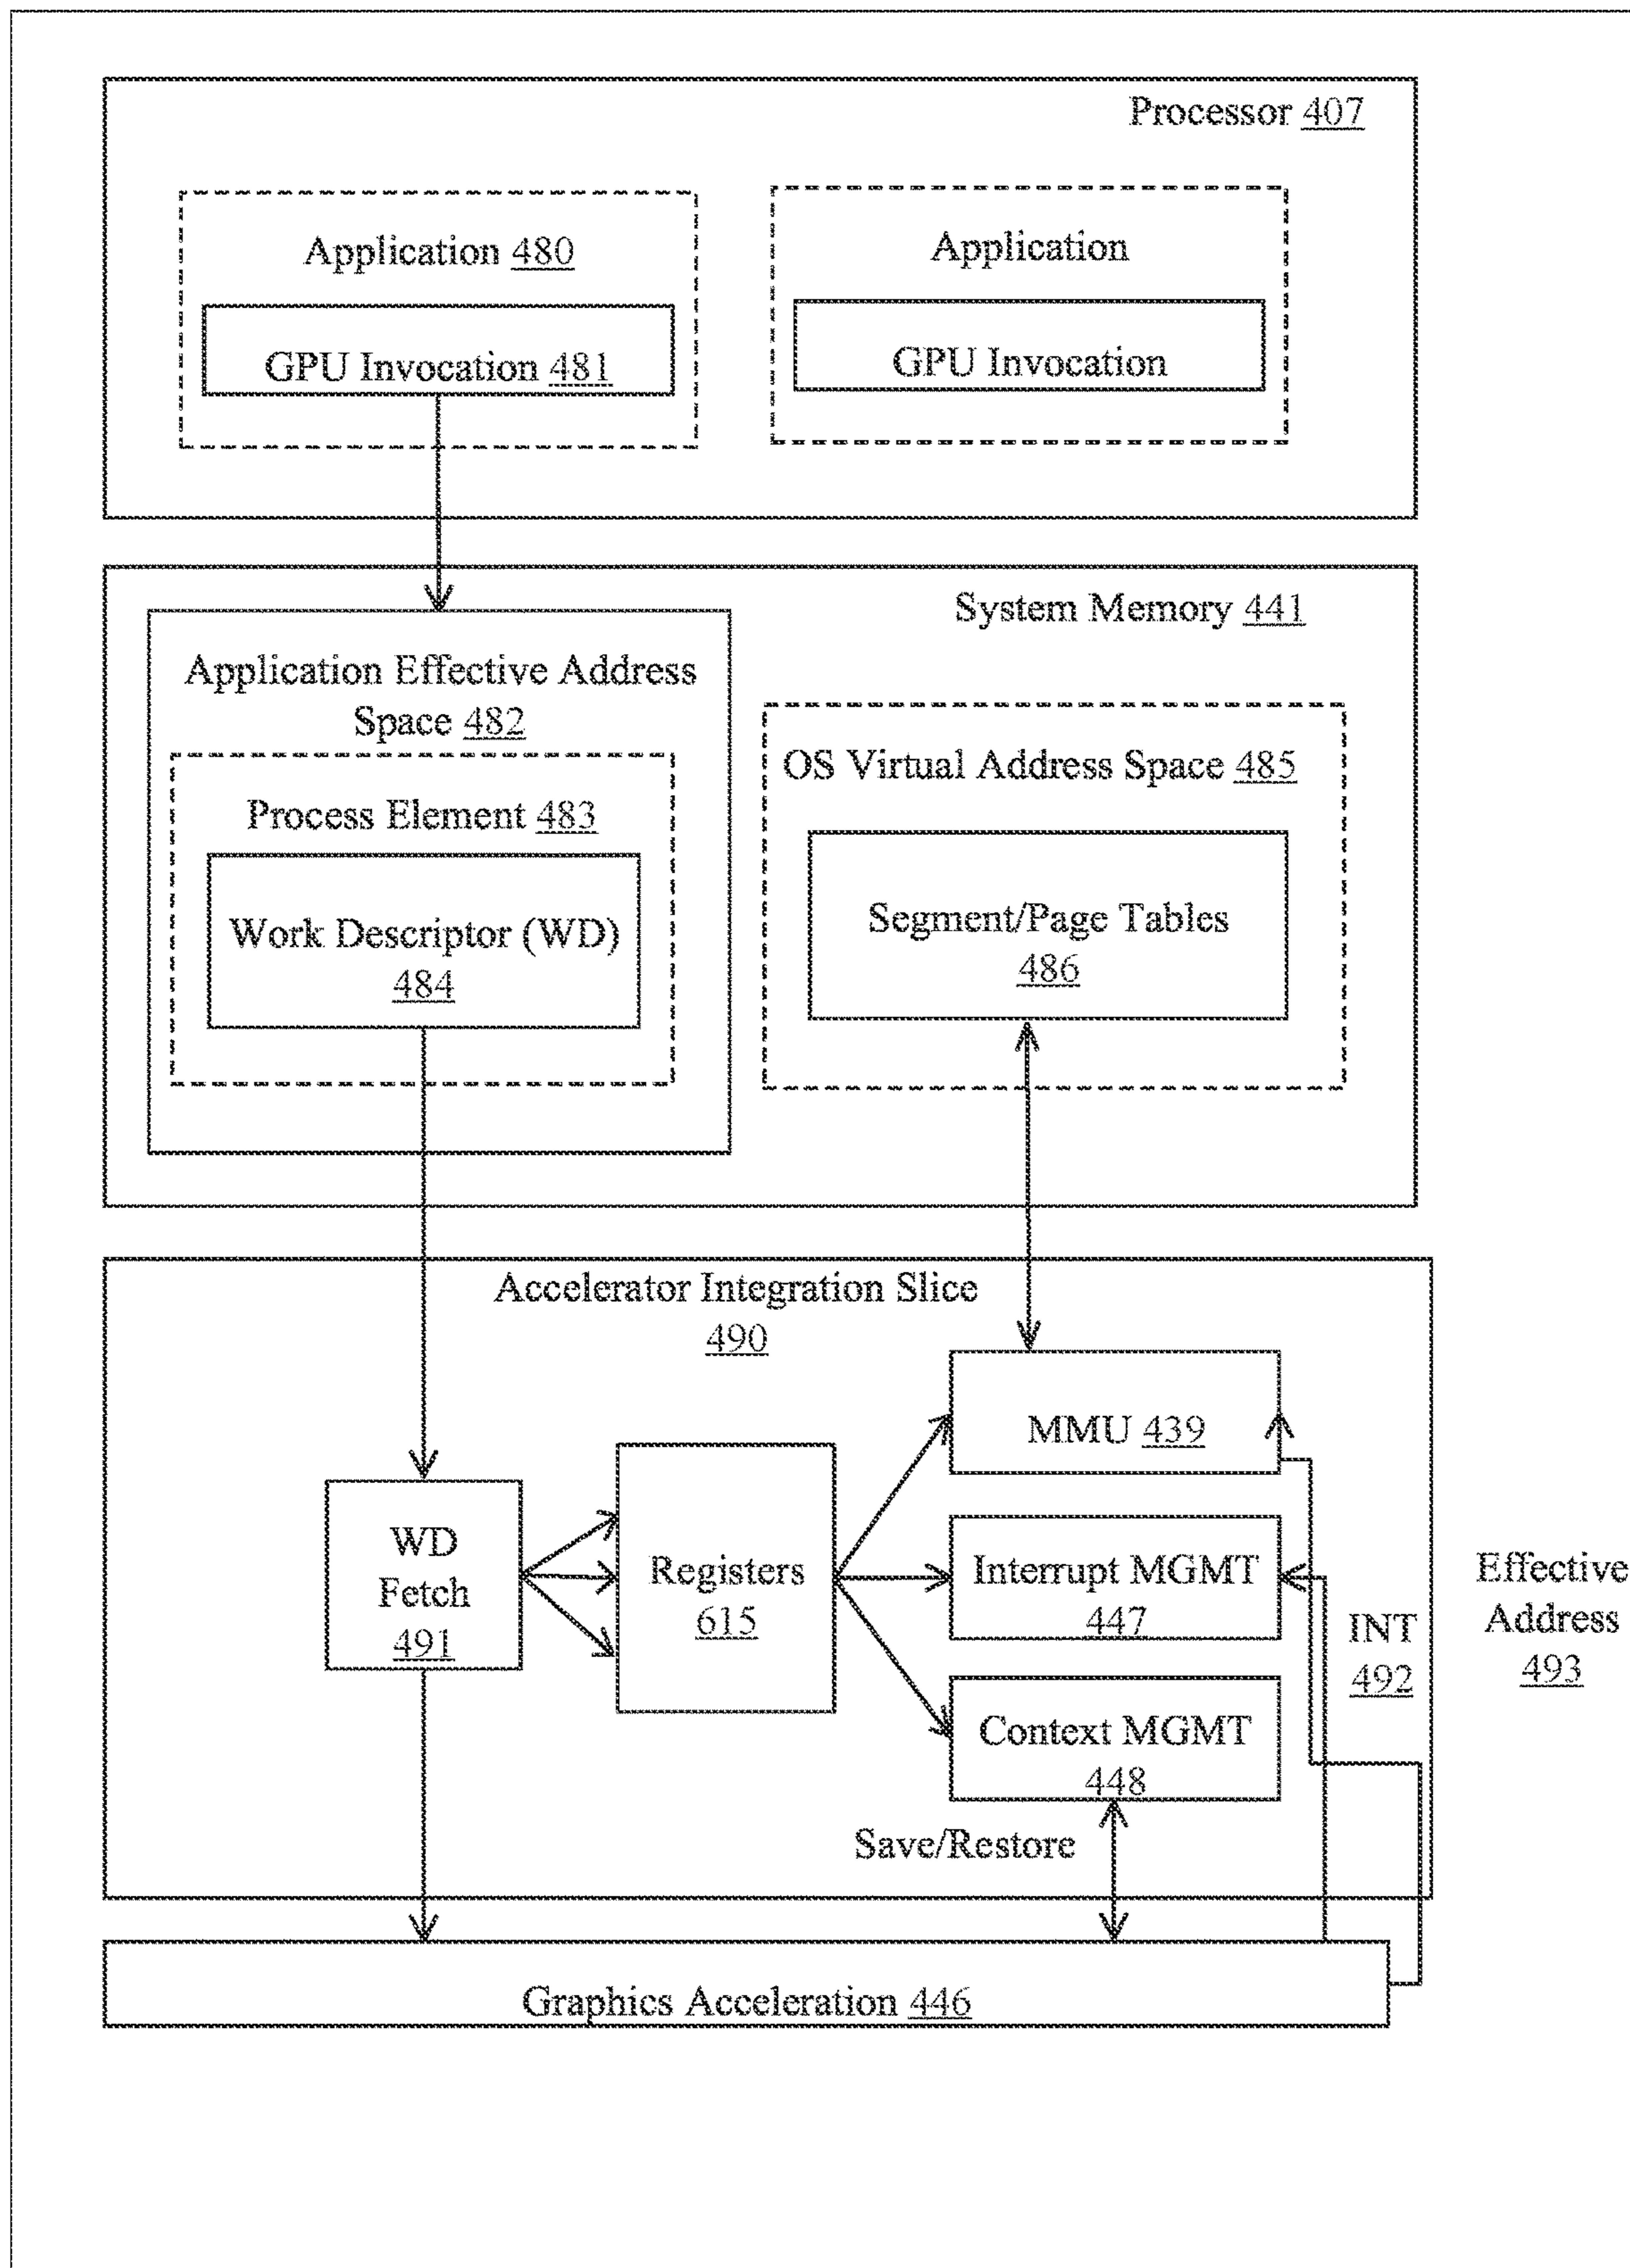 Processor 407
Application 480
GPU Invocation 481
Application
GPU Invocation
System Memory 441
Application Effective Address
Space 482
Process Element 483
Work Descriptor (WD)
484
OS Virtual Address Space 485
Segment/Page Tables
486
Accelerator Integration Slice
490
MMU 439
WD
Fetch
491
Registers
615
Interrupt MGMT
447
Context MGMT
448
INT
492
Effective
Address
493
Save/Restore
Graphics Acceleration 446